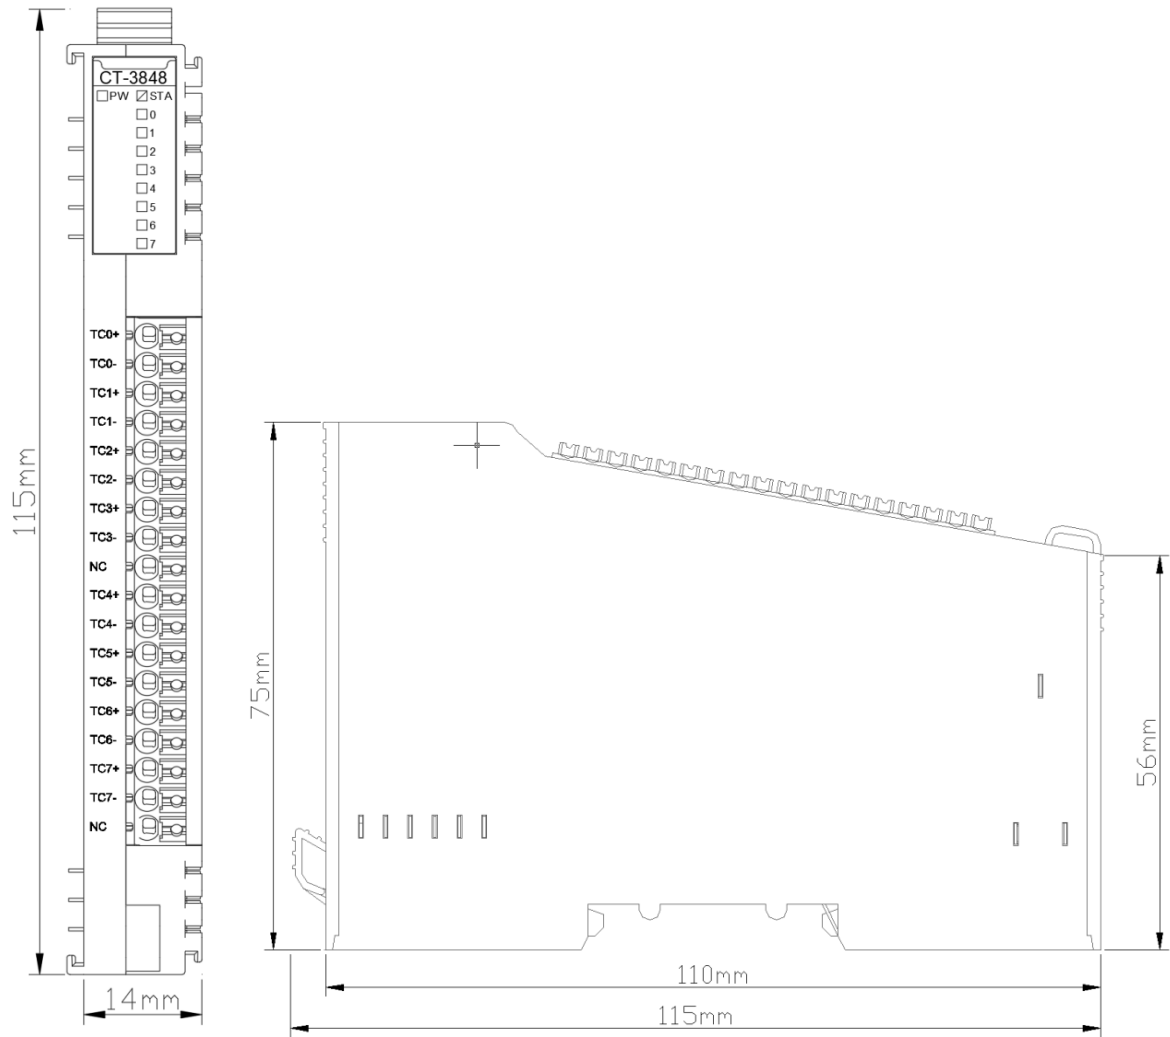 CT-3848
PW STA
0
1
2
3
4
5
6
7
TC0+
TC0-
TC1+
TC1-
TC2+
TC2-
TC3+
TC3-
NC
TC4+
TC4-
TC5+
TC5-
TC6+
TC6-
TC7+
TC7-
NC
115mm
14mm
75mm
56mm
110mm
115mm